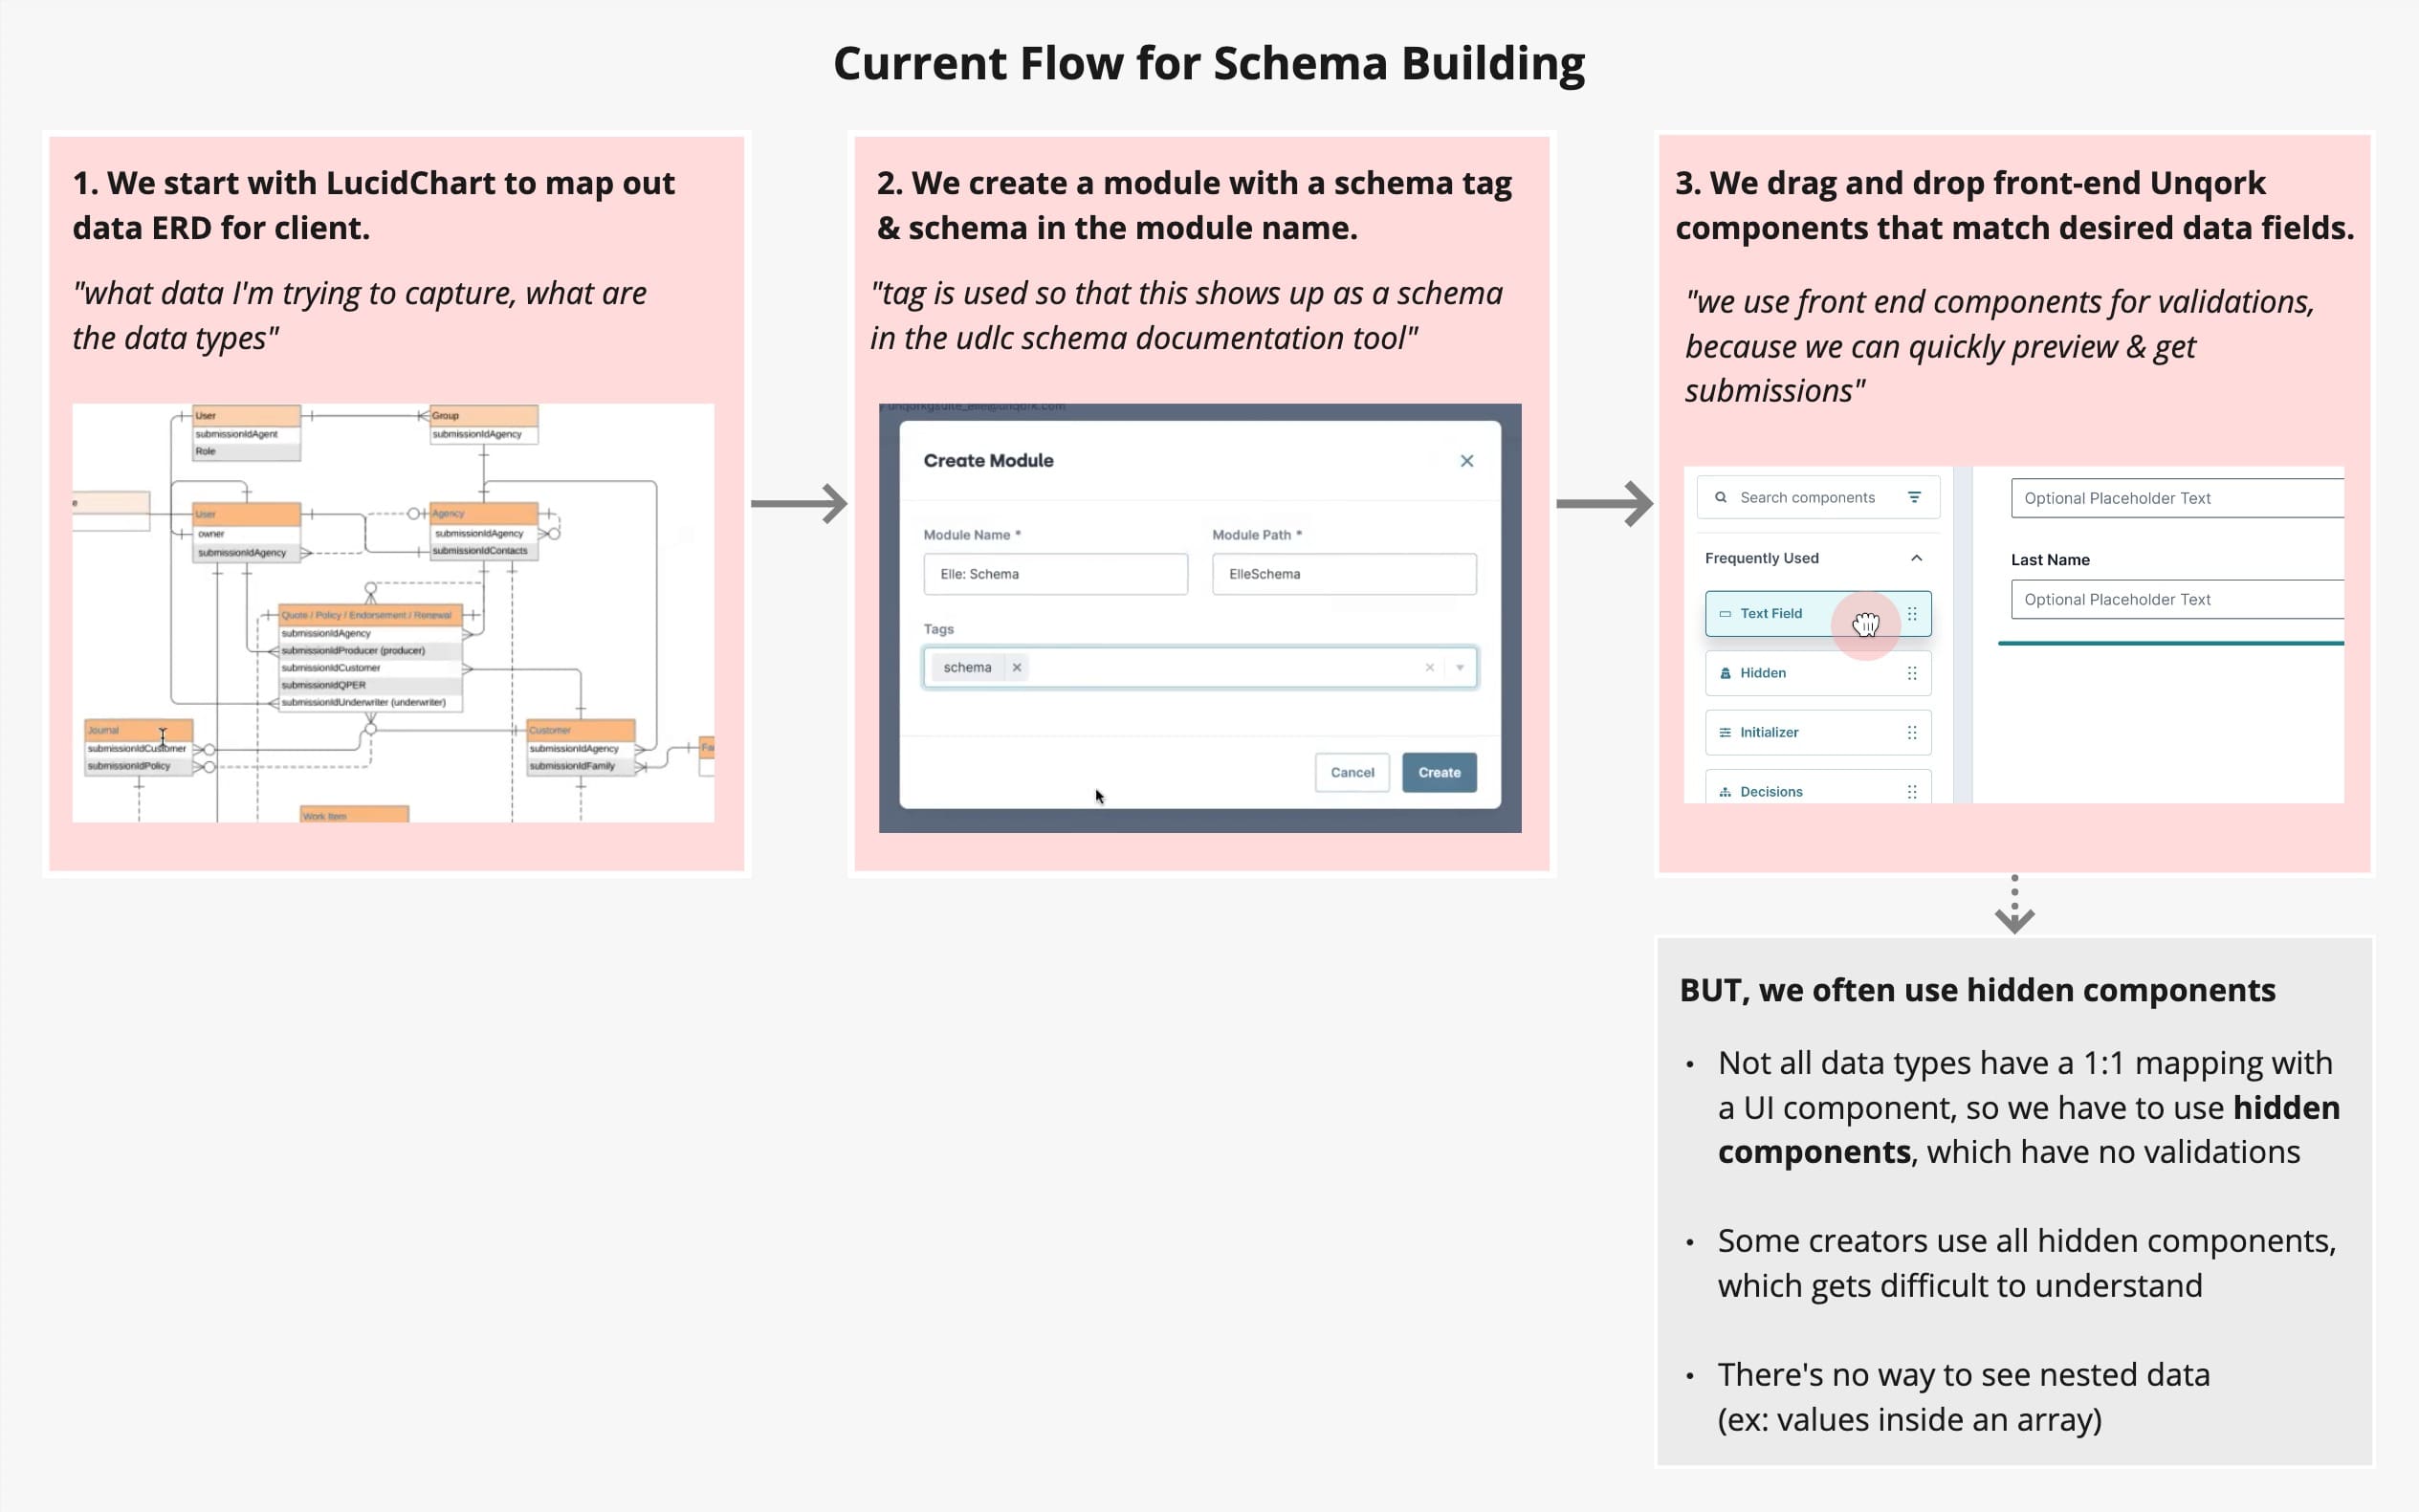 Current Flow for Schema Building
1. We start with LucidChart to map out
data ERD for client.
"what data I'm trying to capture, what are
the data types"
User
submissionIdAgent
Role
Group
submissionIdAgency
e
User
owner
submissionIdAgency
Agency
submissionIdAgency
submissionIdContacts
Quote / Policy / Endorsement / Renewal
submissionIdAgency
submissionIdProducer (producer)
submissionIdCustomer
submissionIdQPER
submissionIdUnderwriter (underwriter)
Journal
submissionIdCustomer
submissionIdPolicy
Customer
submissionIdAgency
submissionIdFamily
Fa
Work Item
2. We create a module with a schema tag
& schema in the module name.
"tag is used so that this shows up as a schema
in the udlc schema documentation tool"
Create Module
Module Name *
Module Path *
Elle: Schema
ElleSchema
Tags
schema
Cancel
Create
3. We drag and drop front-end Unqork
components that match desired data fields.
"we use front end components for validations,
because we can quickly preview & get
submissions"
Search components
Frequently Used
Text Field
Hidden
Initializer
Decisions
Optional Placeholder Text
Last Name
Optional Placeholder Text
BUT, we often use hidden components
• Not all data types have a 1:1 mapping with
a UI component, so we have to use hidden
components, which have no validations
• Some creators use all hidden components,
which gets difficult to understand
• There's no way to see nested data
(ex: values inside an array)